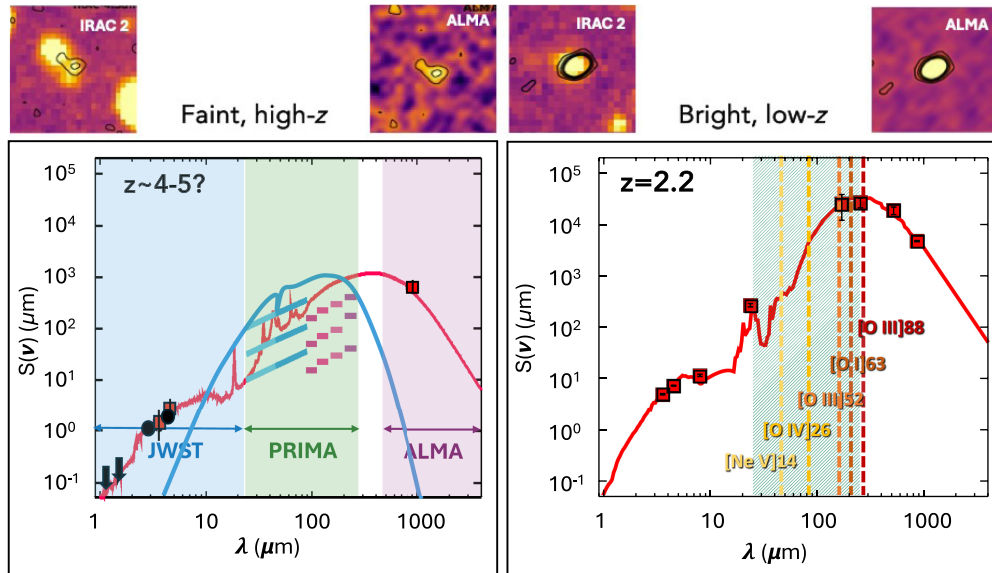 IRAC 2
ALMA
IRAC 2
ALMA
Faint, high-z
Bright, low-z
z~4-5?
10⁵
10⁴
10³
10²
10¹
10⁰
10⁻¹
S(ν) (μm)
JWST
PRIMA
ALMA
1
10
100
1000
λ (μm)
z=2.2
10⁵
10⁴
10³
10²
10¹
10⁰
10⁻¹
S(ν) (μm)
[O III]88
[O I]63
[O III]52
[O IV]26
[Ne V]14
1
10
100
1000
λ (μm)